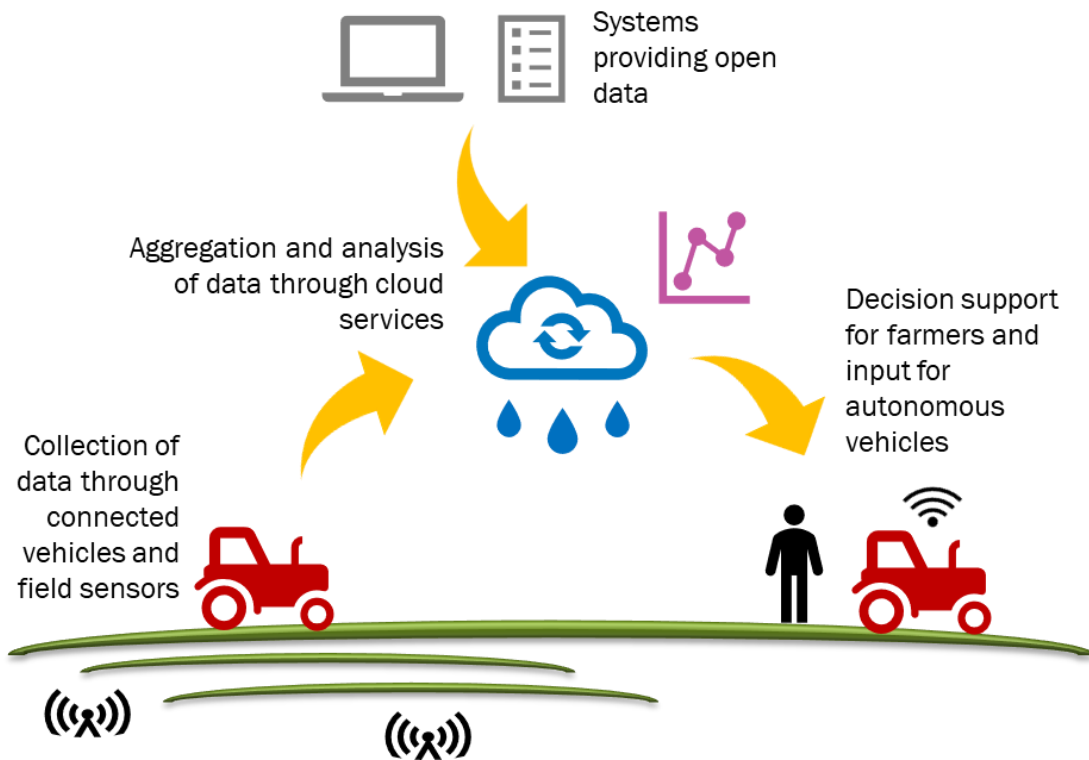 Systems
providing open
data
Aggregation and analysis
of data through cloud
services
Decision support
for farmers and
input for
autonomous
vehicles
Collection of
data through
connected
vehicles and
field sensors